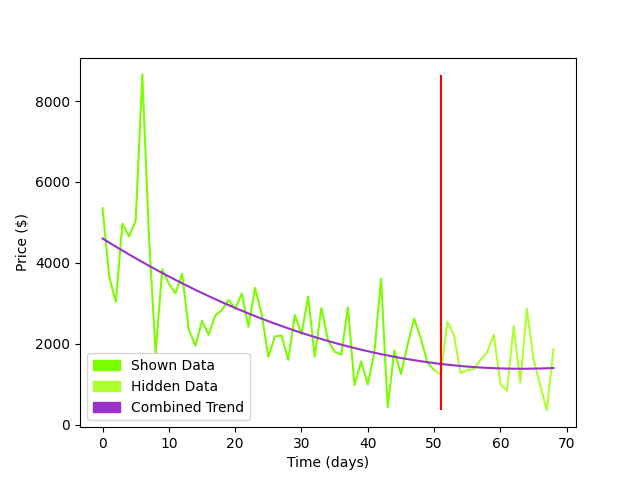 8000
6000
4000
2000
0
Price ($)
Shown Data
Hidden Data
Combined Trend
0 10 20 30 40 50 60 70
Time (days)